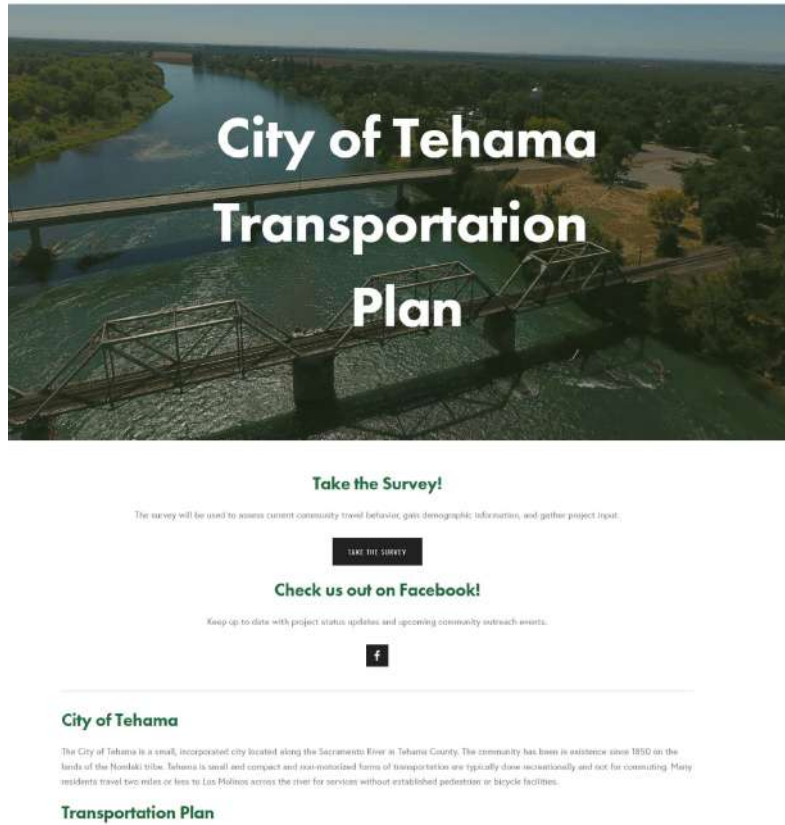 City of Tehama
Transportation
Plan
Take the Survey!
The survey will be used to assess current community travel behavior, gain demographic information, and gather project input.
TAKE THE SURVEY
Check us out on Facebook!
Keep up to date with project status updates and upcoming community outreach events.
f
City of Tehama
The City of Tehama is a small, incorporated city located along the Sacramento River in Tehama County. The community has been in existence since 1850 on the
lands of the Nomlaki tribe. Tehama is small and compact and non-motorized forms of transportation are typically done recreationally and not for commuting. Many
residents travel two miles or less to Los Molinos across the river for services without established pedestrian or bicycle facilities.
Transportation Plan